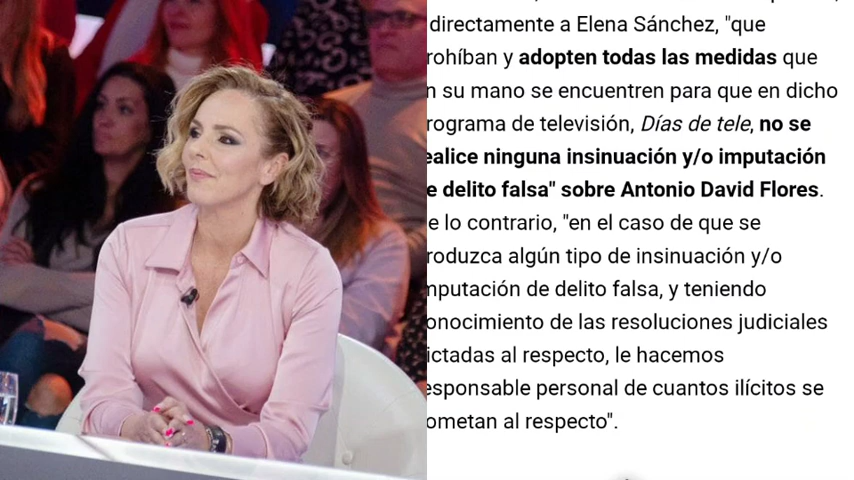 directamente a Elena Sánchez, "que
rohíban y adopten todas las medidas que
n su mano se encuentren para que en dicho
rograma de televisión, Días de tele, no se
ealice ninguna insinuación y/o imputación
e delito falsa" sobre Antonio David Flores.
e lo contrario, "en el caso de que se
roduzca algún tipo de insinuación y/o
mputación de delito falsa, y teniendo
onocimiento de las resoluciones judiciales
ictadas al respecto, le hacemos
esponsable personal de cuantos ilícitos se
ometan al respecto".